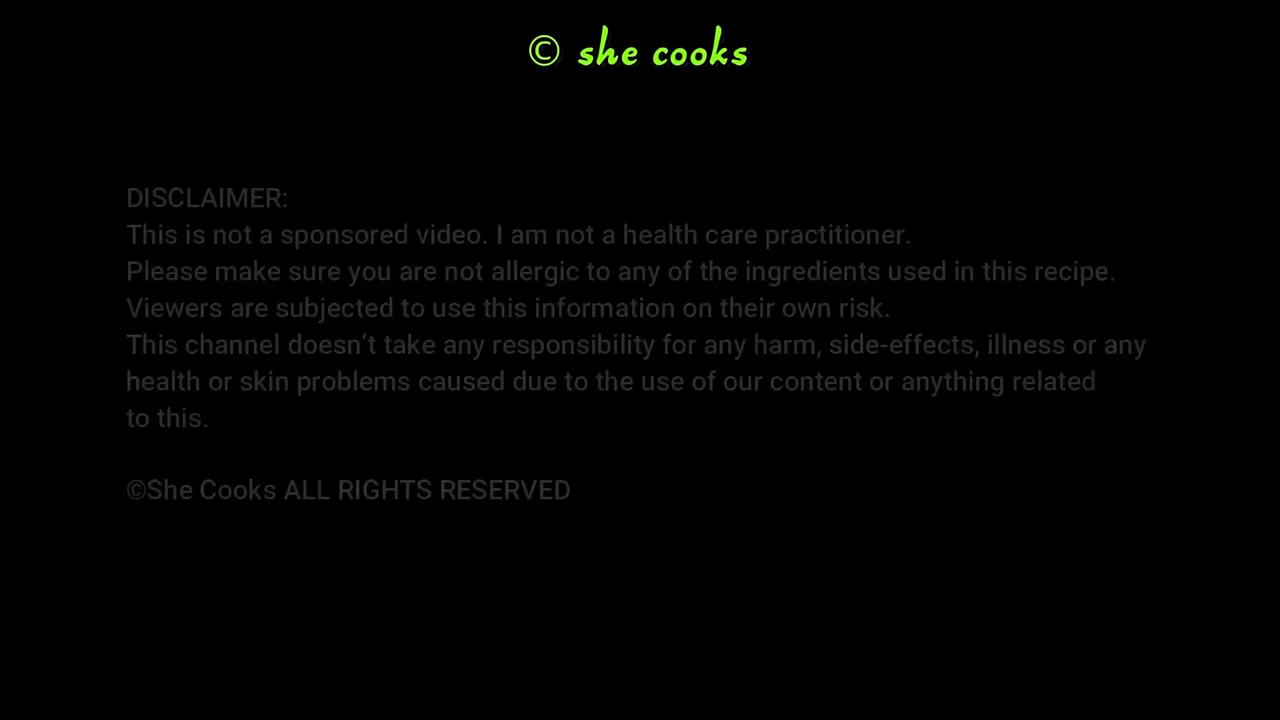 © she cooks
DISCLAIMER:
This is not a sponsored video. I am not a health care practitioner.
Please make sure you are not allergic to any of the ingredients used in this recipe.
Viewers are subjected to use this information on their own risk.
This channel doesn’t take any responsibility for any harm, side-effects, illness or any
health or skin problems caused due to the use of our content or anything related
to this.
©She Cooks ALL RIGHTS RESERVED